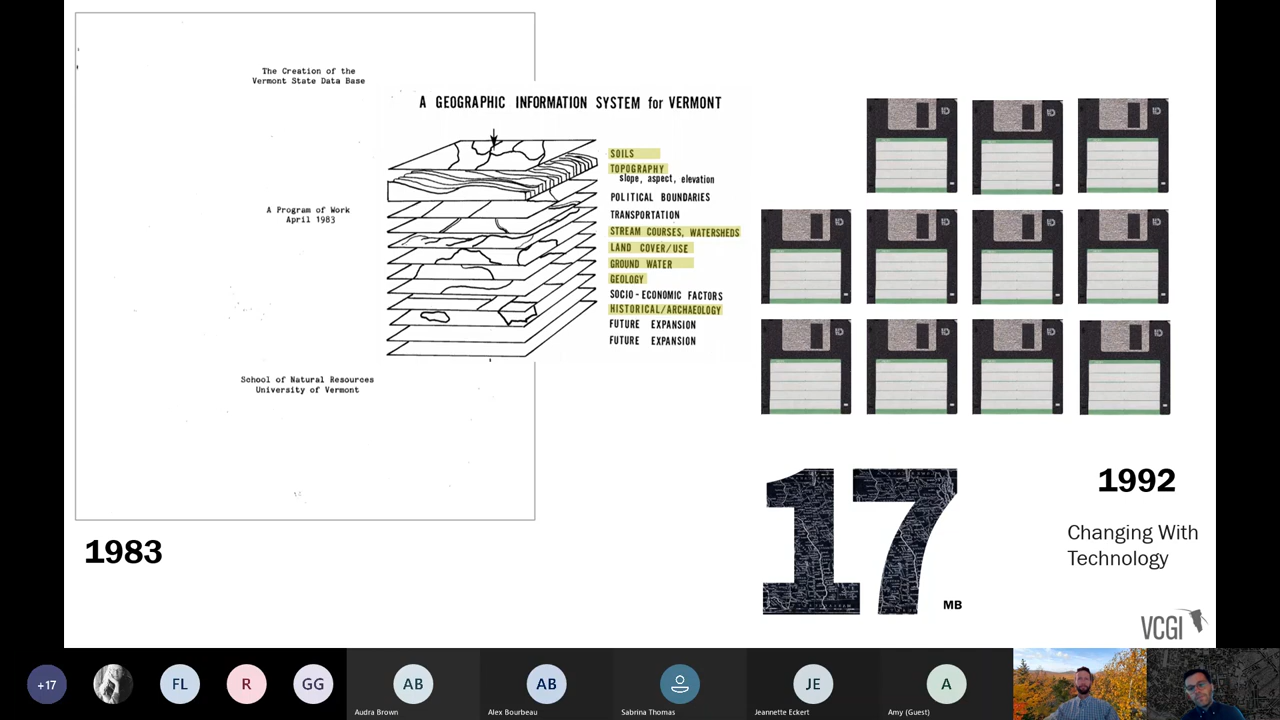 The Creation of the
Vermont State Data Base
A Program of Work
April 1983
School of Natural Resources
University of Vermont
1983
A GEOGRAPHIC INFORMATION SYSTEM for VERMONT
SOILS
TOPOGRAPHY
slope, aspect, elevation
POLITICAL BOUNDARIES
TRANSPORTATION
STREAM COURSES, WATERSHEDS
LAND COVER/USE
GROUND WATER
GEOLOGY
SOCIO-ECONOMIC FACTORS
HISTORICAL/ARCHAEOLOGY
FUTURE EXPANSION
FUTURE EXPANSION
17
MB
1992
Changing With
Technology
VCGI
+17
FL
R
GG
AB
Audra Brown
AB
Alex Bourbeau
Sabrina Thomas
JE
Jeannette Eckert
A
Amy (Guest)